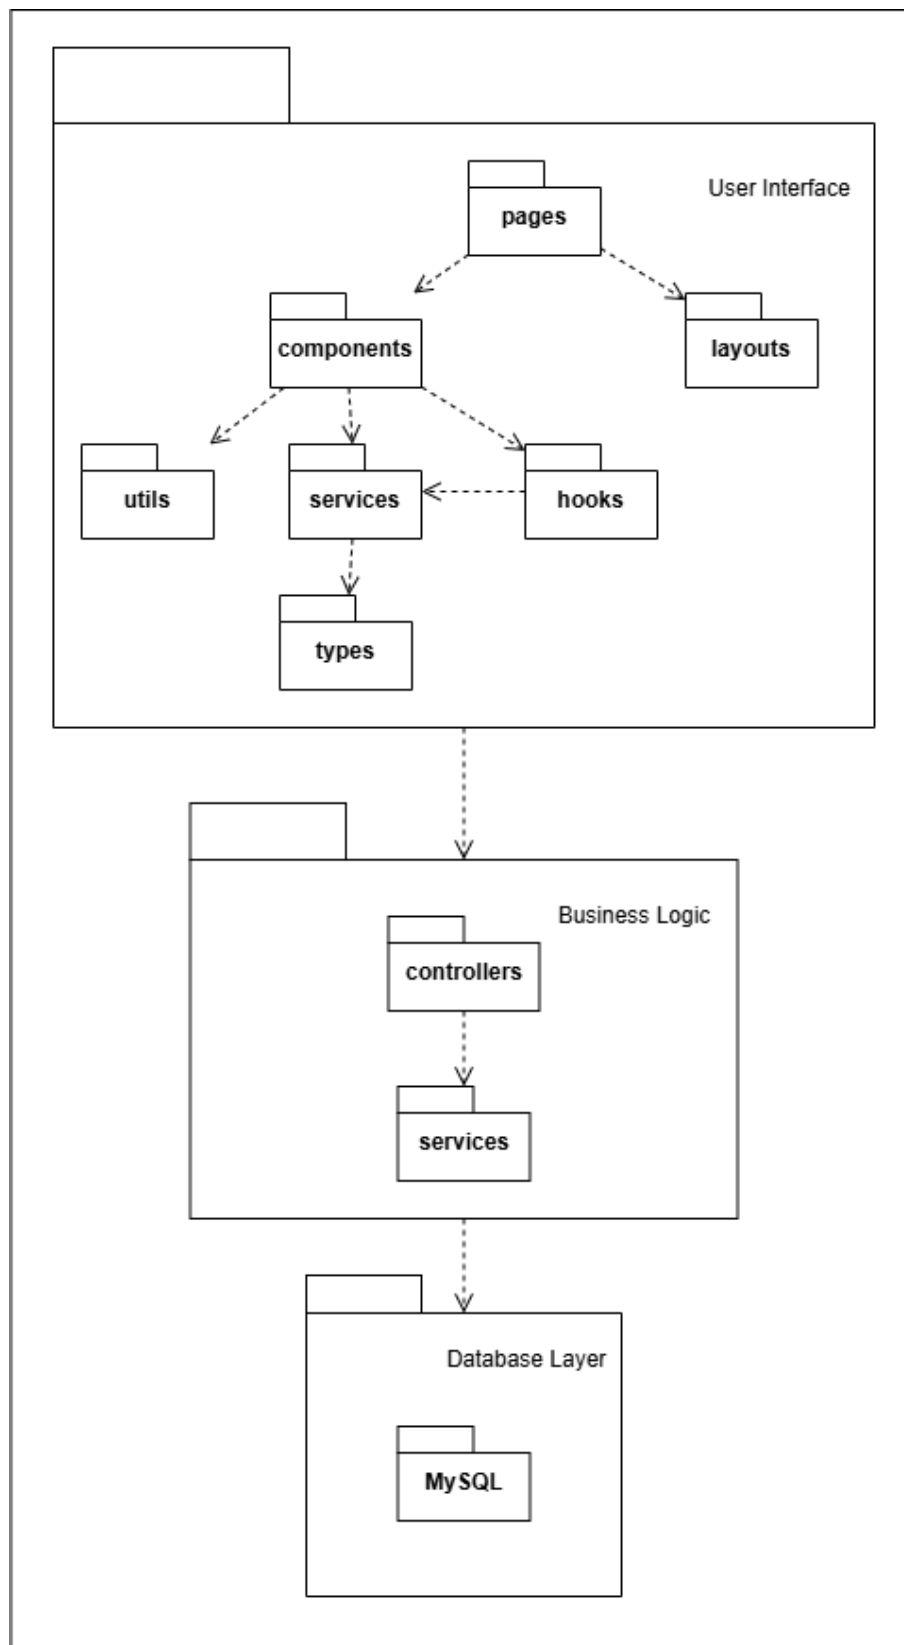 User Interface
pages
components
layouts
utils
services
hooks
types
Business Logic
controllers
services
Database Layer
MySQL